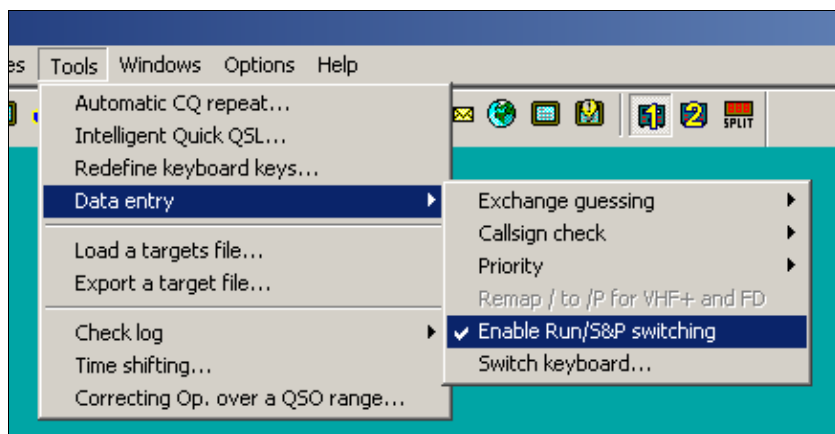 es Tools Windows Options Help
SPLIT
Automatic CQ repeat...
Intelligent Quick QSL...
Redefine keyboard keys...
Data entry
Load a targets file...
Export a target file...
Check log
Time shifting...
Correcting Op. over a QSO range...
Exchange guessing
Callsign check
Priority
Remap / to /P for VHF+ and FD
Enable Run/S&P switching
Switch keyboard...
1 2